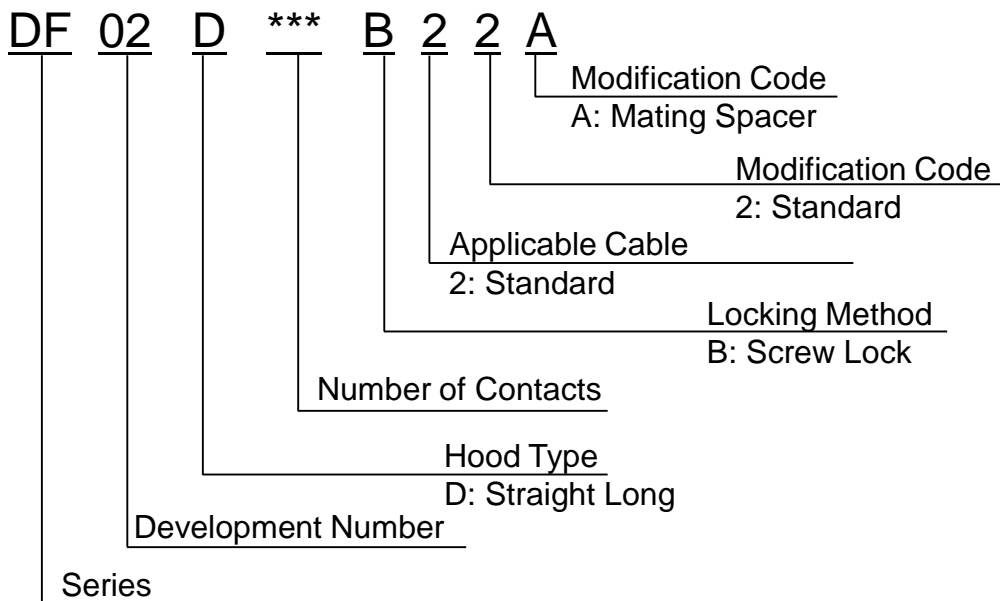 DF 02 D *** B 2 2 A
Modification Code
A: Mating Spacer
Modification Code
2: Standard
Applicable Cable
2: Standard
Locking Method
B: Screw Lock
Number of Contacts
Hood Type
D: Straight Long
Development Number
Series